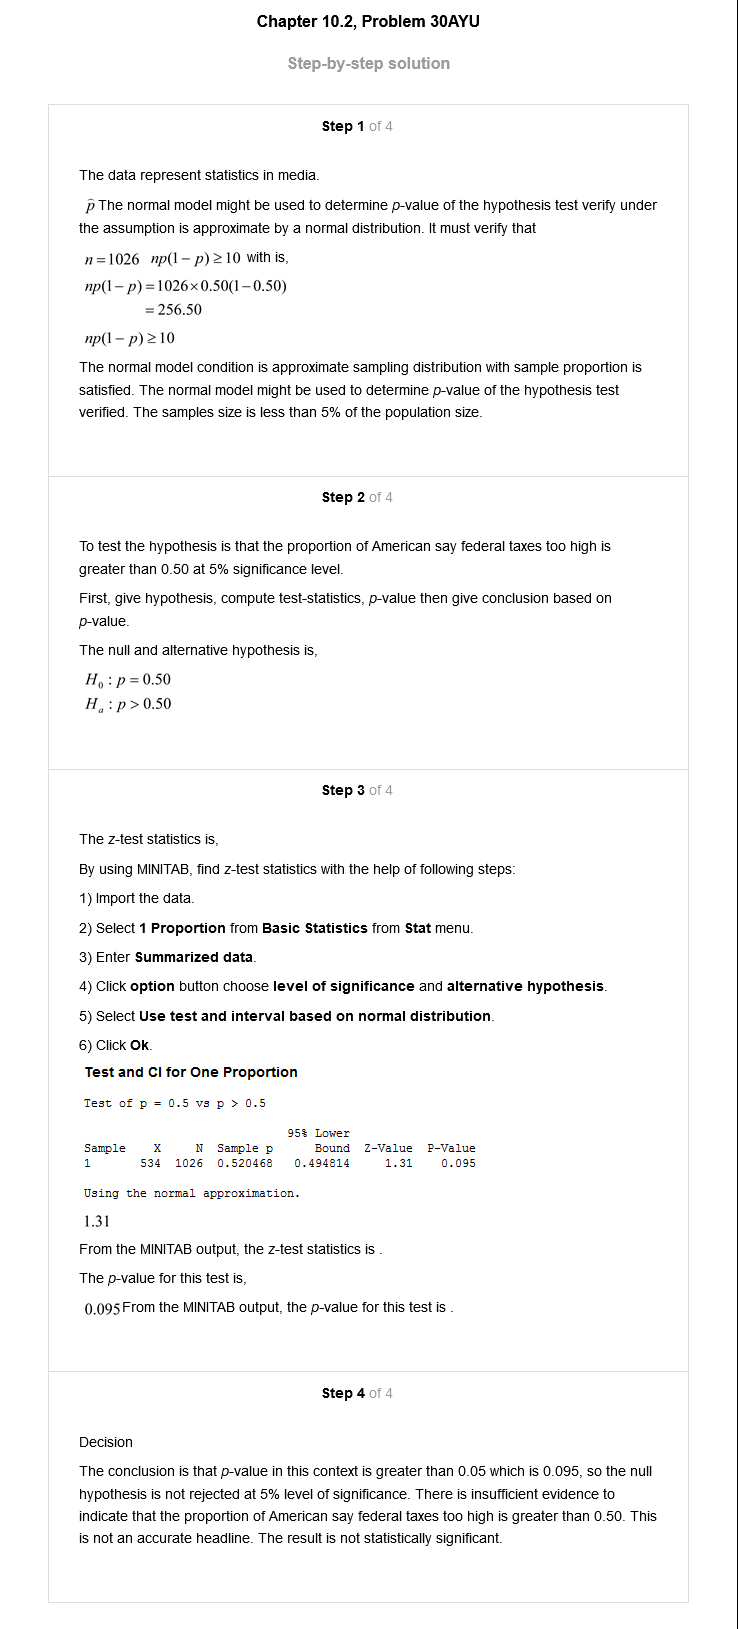 Chapter 10.2, Problem 30AYU
Step-by-step solution
Step 1 of 4
The data represent statistics in media.
p̂ The normal model might be used to determine p-value of the hypothesis test verify under
the assumption is approximate by a normal distribution. It must verify that
n = 1026 np(1 − p) ≥ 10 with is,
np(1 − p) = 1026 × 0.50(1 − 0.50)
= 256.50
np(1 − p) ≥ 10
The normal model condition is approximate sampling distribution with sample proportion is
satisfied. The normal model might be used to determine p-value of the hypothesis test
verified. The samples size is less than 5% of the population size.
Step 2 of 4
To test the hypothesis is that the proportion of American say federal taxes too high is
greater than 0.50 at 5% significance level.
First, give hypothesis, compute test-statistics, p-value then give conclusion based on
p-value.
The null and alternative hypothesis is,
H₀ : p = 0.50
Hₐ : p > 0.50
Step 3 of 4
The z-test statistics is,
By using MINITAB, find z-test statistics with the help of following steps:
1) Import the data.
2) Select 1 Proportion from Basic Statistics from Stat menu.
3) Enter Summarized data.
4) Click option button choose level of significance and alternative hypothesis.
5) Select Use test and interval based on normal distribution.
6) Click Ok.
Test and CI for One Proportion
Test of p = 0.5 vs p > 0.5
95% Lower
Sample X N Sample p Bound Z-Value P-Value
1 534 1026 0.520468 0.494814 1.31 0.095
Using the normal approximation.
1.31
From the MINITAB output, the z-test statistics is .
The p-value for this test is,
0.095 From the MINITAB output, the p-value for this test is .
Step 4 of 4
Decision
The conclusion is that p-value in this context is greater than 0.05 which is 0.095, so the null
hypothesis is not rejected at 5% level of significance. There is insufficient evidence to
indicate that the proportion of American say federal taxes too high is greater than 0.50. This
is not an accurate headline. The result is not statistically significant.